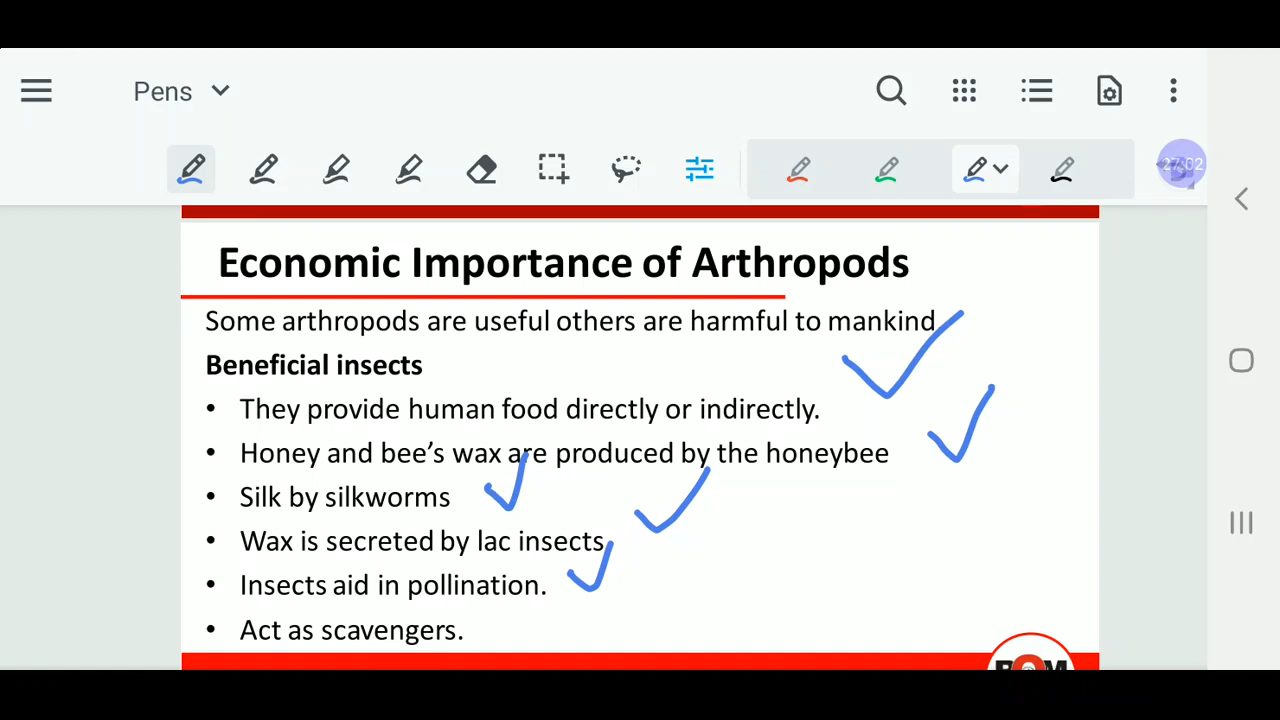 Pens
27:02
Economic Importance of Arthropods
Some arthropods are useful others are harmful to mankind
Beneficial insects
• They provide human food directly or indirectly.
• Honey and bee’s wax are produced by the honeybee
• Silk by silkworms
• Wax is secreted by lac insects
• Insects aid in pollination.
• Act as scavengers.